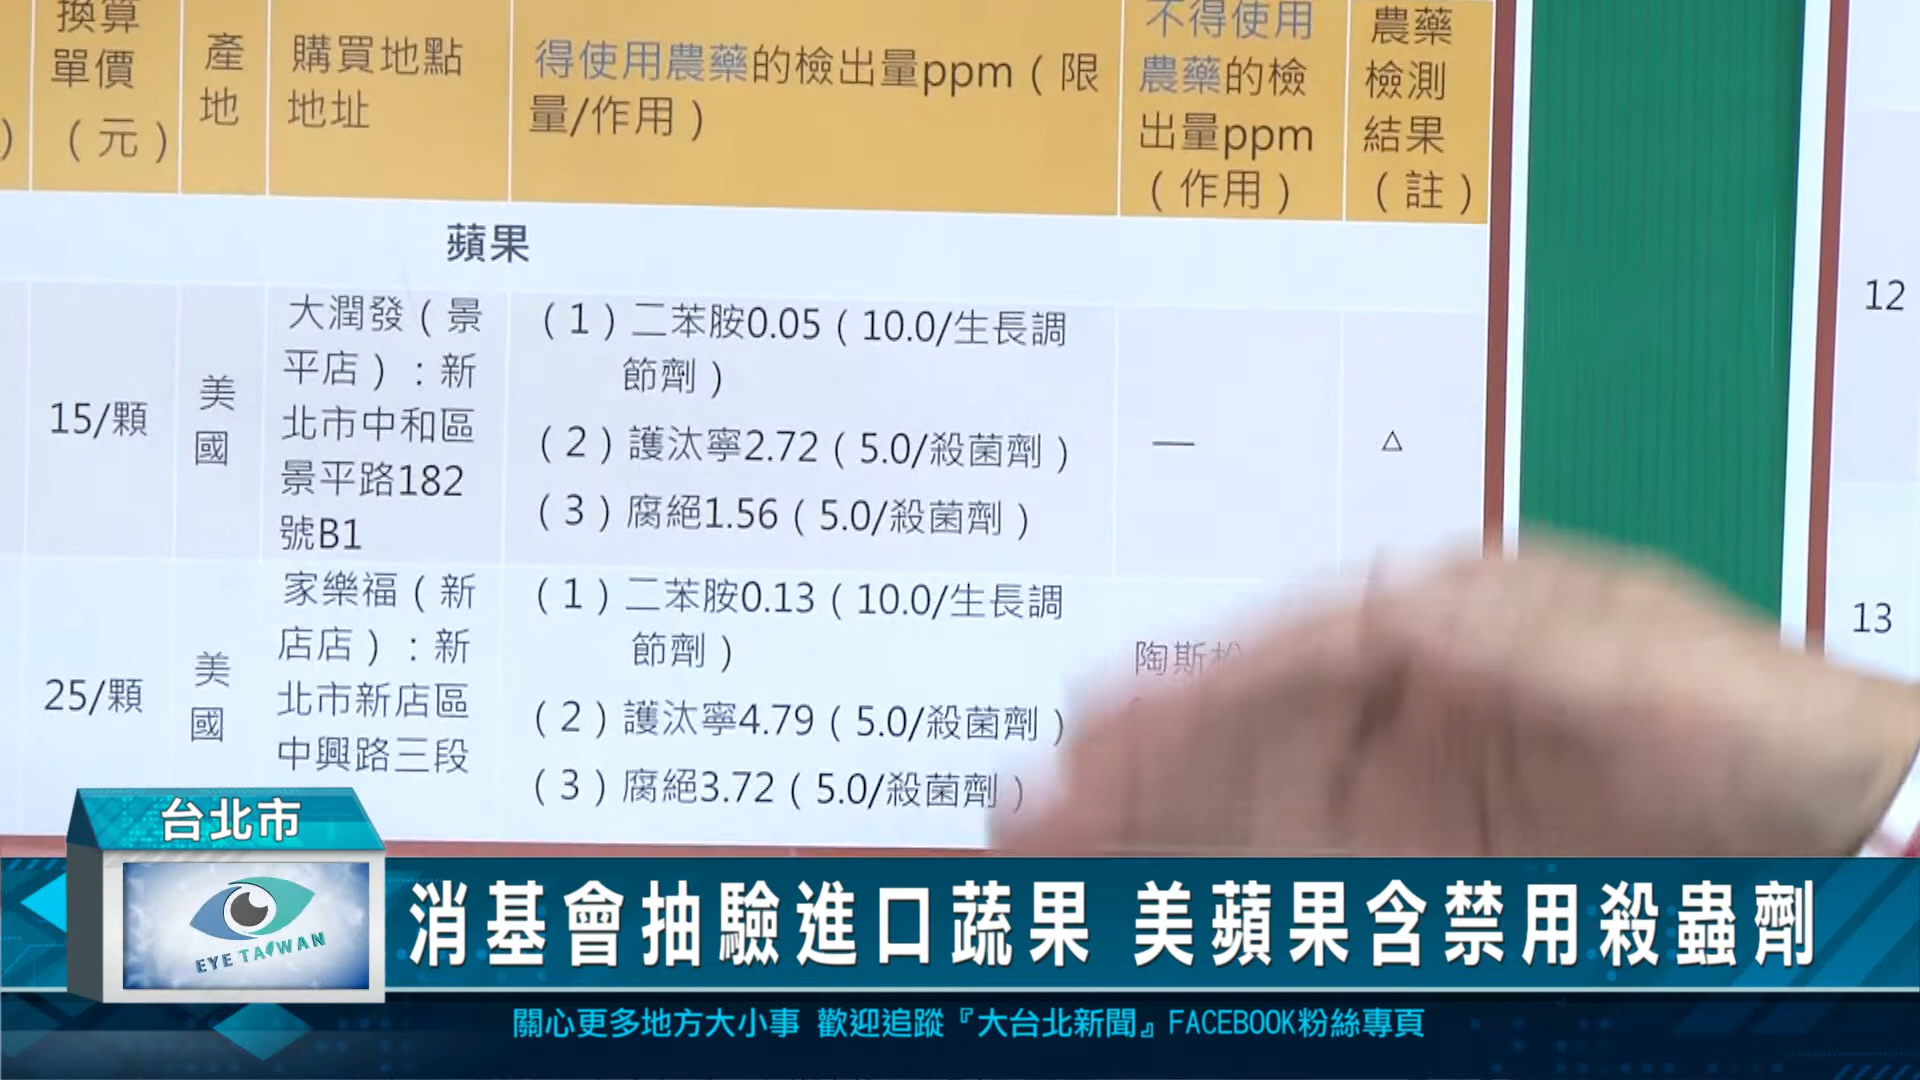 換算
單價
（元）
產
地
購買地點
地址
得使用農藥的檢出量ppm（限
量/作用）
不得使用
農藥的檢
出量ppm
（作用）
農藥
檢測
結果
（註）
蘋果
15/顆
美
國
大潤發（景
平店）：新
北市中和區
景平路182
號B1
（1）二苯胺0.05（10.0/生長調
節劑）
（2）護汰寧2.72（5.0/殺菌劑）
（3）腐絕1.56（5.0/殺菌劑）
—
△
25/顆
美
國
家樂福（新
店店）：新
北市新店區
中興路三段
（1）二苯胺0.13（10.0/生長調
節劑）
（2）護汰寧4.79（5.0/殺菌劑）
（3）腐絕3.72（5.0/殺菌劑）
陶斯松
12
13
台北市
EYE TAIWAN
消基會抽驗進口蔬果 美蘋果含禁用殺蟲劑
關心更多地方大小事 歡迎追蹤『大台北新聞』FACEBOOK粉絲專頁